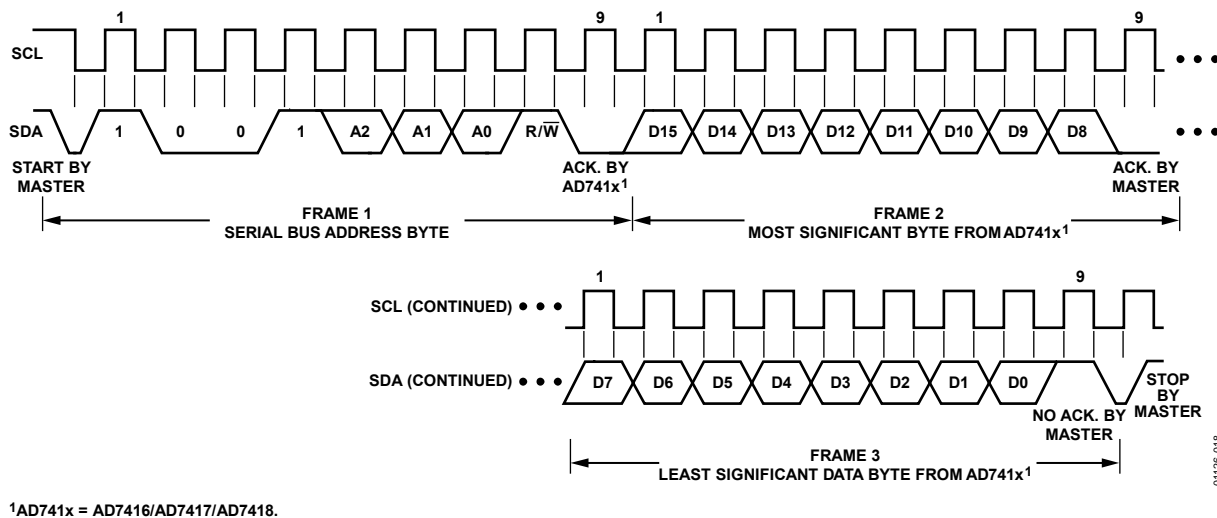 1 9 1 9
SCL
SDA 1 0 0 1 A2 A1 A0 R/W̅ D15 D14 D13 D12 D11 D10 D9 D8
START BY MASTER
ACK. BY AD741x¹
ACK. BY MASTER
FRAME 1
SERIAL BUS ADDRESS BYTE
FRAME 2
MOST SIGNIFICANT BYTE FROM AD741x¹
1 9
SCL (CONTINUED)
SDA (CONTINUED) D7 D6 D5 D4 D3 D2 D1 D0
NO ACK. BY MASTER
STOP BY MASTER
FRAME 3
LEAST SIGNIFICANT DATA BYTE FROM AD741x¹
01126-018
¹AD741x = AD7416/AD7417/AD7418.